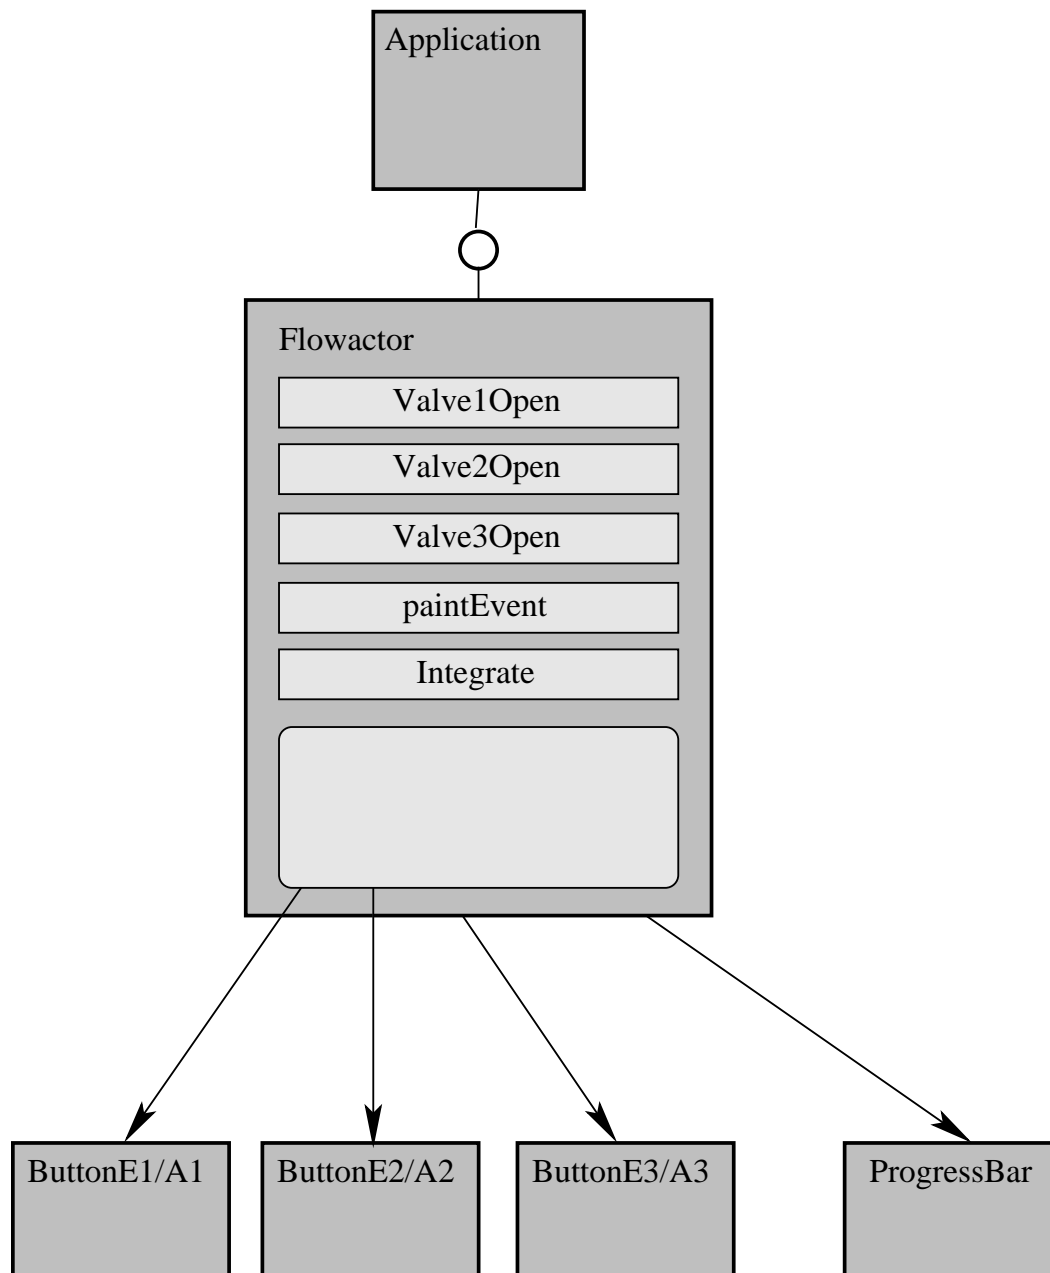 Application
Flowactor
Valve1Open
Valve2Open
Valve3Open
paintEvent
Integrate
ButtonE1/A1
ButtonE2/A2
ButtonE3/A3
ProgressBar